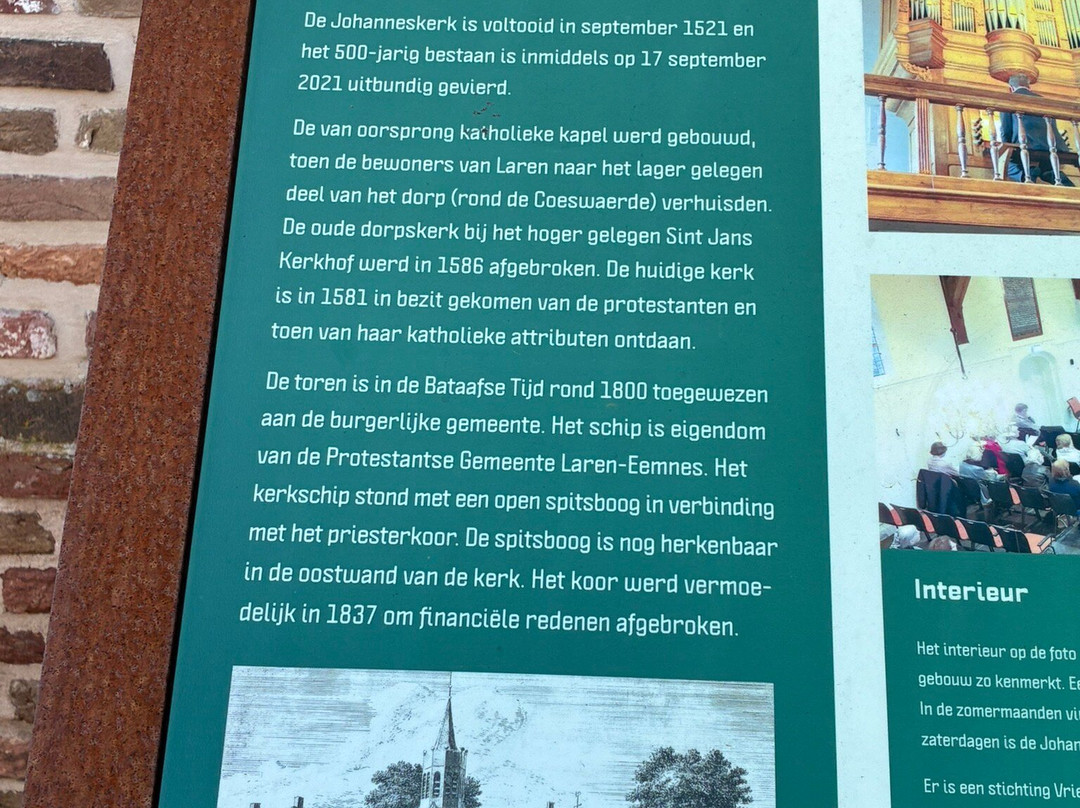 De Johanneskerk is voltooid in september 1521 en
het 500-jarig bestaan is inmiddels op 17 september
2021 uitbundig gevierd.
De van oorsprong katholieke kapel werd gebouwd,
toen de bewoners van Laren naar het lager gelegen
deel van het dorp (rond de Coeswaerde) verhuisden.
De oude dorpskerk bij het hoger gelegen Sint Jans
Kerkhof werd in 1586 afgebroken. De huidige kerk
is in 1581 in bezit gekomen van de protestanten en
toen van haar katholieke attributen ontdaan.
De toren is in de Bataafse Tijd rond 1800 toegewezen
aan de burgerlijke gemeente. Het schip is eigendom
van de Protestantse Gemeente Laren-Eemnes. Het
kerkschip stond met een open spitsboog in verbinding
met het priesterkoor. De spitsboog is nog herkenbaar
in de oostwand van de kerk. Het koor werd vermoe-
delijk in 1837 om financiële redenen afgebroken.
Interieur
Het interieur op de foto
gebouw zo kenmerkt.
In de zomermaanden
zaterdagen is de
Er is een stichting